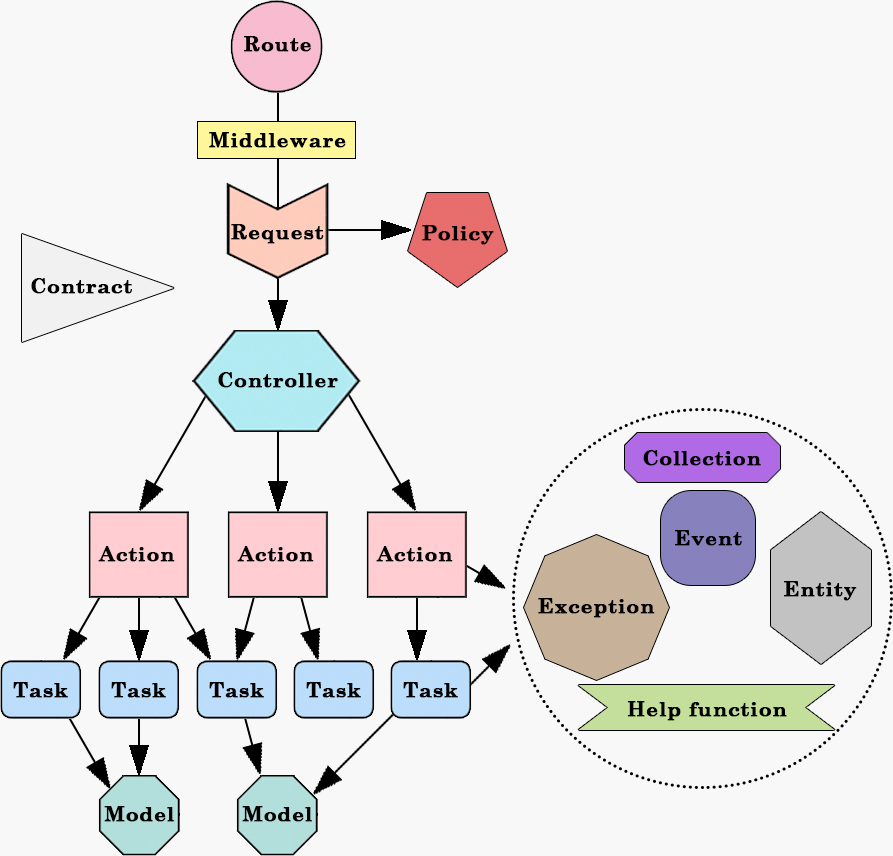 Route
Middleware
Request
Policy
Contract
Controller
Collection
Event
Action
Action
Action
Entity
Exception
Task
Task
Task
Task
Task
Help function
Model
Model